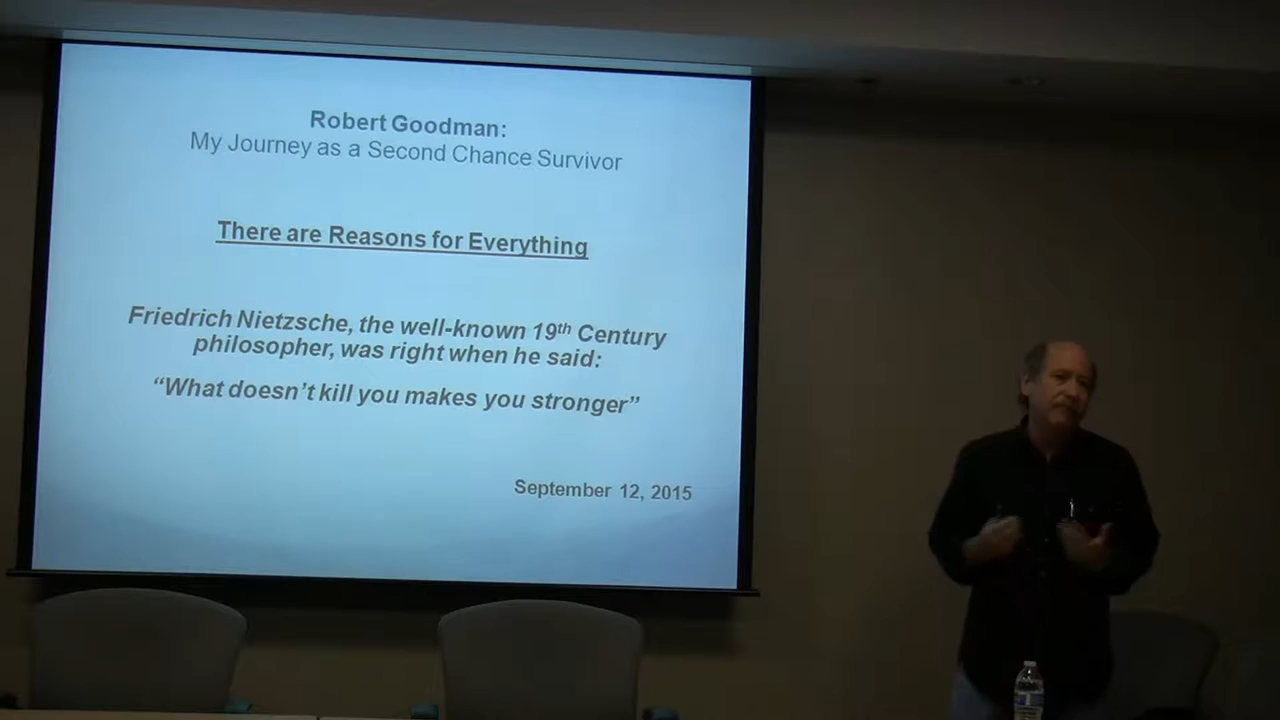 Robert Goodman:
My Journey as a Second Chance Survivor
There are Reasons for Everything
Friedrich Nietzsche, the well-known 19th Century
philosopher, was right when he said:
“What doesn’t kill you makes you stronger”
September 12, 2015